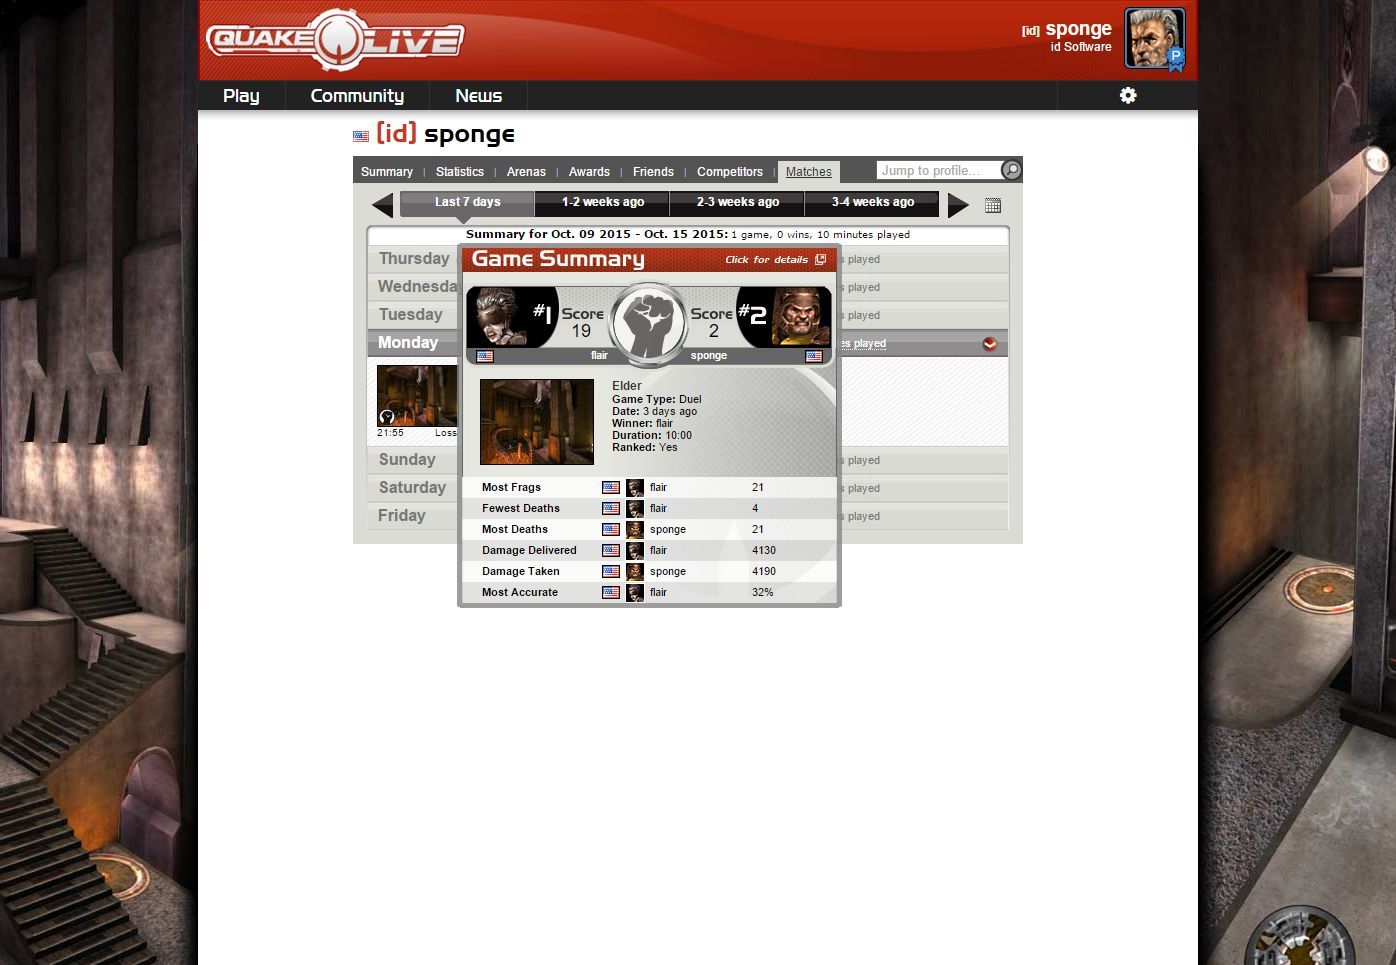 QUAKE LIVE
[id] sponge
id Software
P
Play
Community
News
[id] sponge
Summary | Statistics | Arenas | Awards | Friends | Competitors | Matches
Jump to profile...
Last 7 days
1-2 weeks ago
2-3 weeks ago
3-4 weeks ago
Summary for Oct. 09 2015 - Oct. 15 2015: 1 game, 0 wins, 10 minutes played
Thursday
s played
Wednesda
s played
Tuesday
s played
Monday
es played
21:55 Loss
Sunday
s played
Saturday
s played
Friday
s played
Game Summary
Click for details
#1 Score 19
Score 2 #2
flair
sponge
Elder
Game Type: Duel
Date: 3 days ago
Winner: flair
Duration: 10:00
Ranked: Yes
Most Frags flair 21
Fewest Deaths flair 4
Most Deaths sponge 21
Damage Delivered flair 4130
Damage Taken sponge 4190
Most Accurate flair 32%